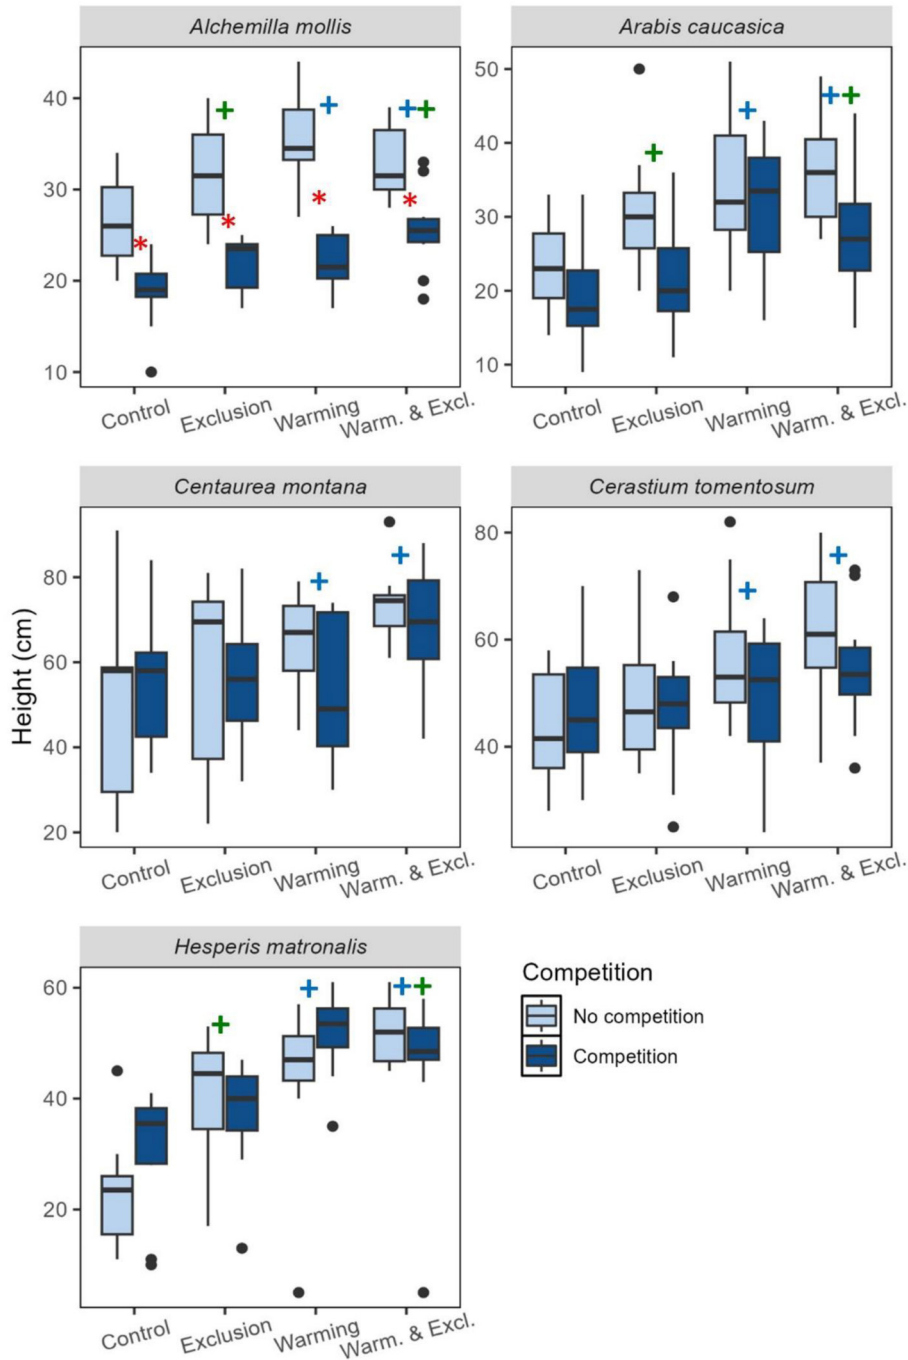 Alchemilla mollis
Arabis caucasica
40
30
20
10
50
40
30
20
10
Control
Exclusion
Warming
Warm. & Excl.
Control
Exclusion
Warming
Warm. & Excl.
Centaurea montana
Cerastium tomentosum
Height (cm)
80
60
40
20
80
60
40
Control
Exclusion
Warming
Warm. & Excl.
Control
Exclusion
Warming
Warm. & Excl.
Hesperis matronalis
60
40
20
Control
Exclusion
Warming
Warm. & Excl.
Competition
No competition
Competition